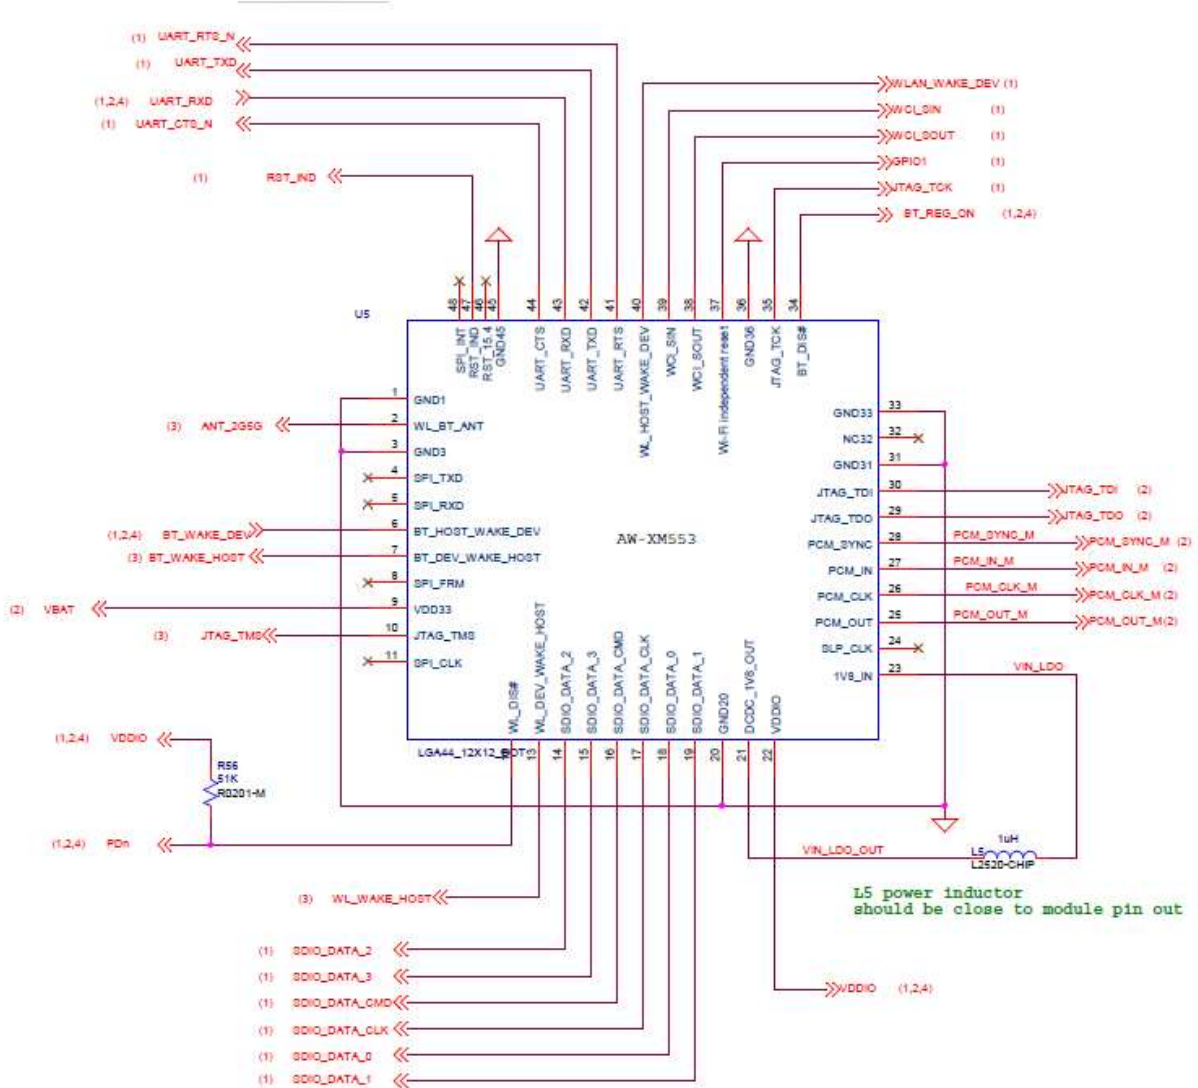 (1) UART_RTS_N
(1) UART_TXD
(1,2,4) UART_RXD
(1) UART_CTS_N
(1) RST_IND
WLAN_WAKE_DEV (1)
WCI_SIN (1)
WCI_SOUT (1)
GPIO1 (1)
JTAG_TCK (1)
BT_REG_ON (1,2,4)
U5
48 47 46 45 44 43 42 41 40 39 38 37 36 35 34
SPI_INT
RST_IND
RST_15.4
GND45
UART_CTS
UART_RXD
UART_TXD
UART_RTS
WL_HOST_WAKE_DEV
WCI_SIN
WCI_SOUT
Wi-Fi independent reset
GND36
JTAG_TCK
BT_DIS#
1 GND1
(3) ANT_2G5G 2 WL_BT_ANT
3 GND3
4 SPI_TXD
5 SPI_RXD
(1,2,4) BT_WAKE_DEV 6 BT_HOST_WAKE_DEV
(3) BT_WAKE_HOST 7 BT_DEV_WAKE_HOST
8 SPI_FRM
(2) VBAT 9 VDD33
(3) JTAG_TMS 10 JTAG_TMS
11 SPI_CLK
AW-XM553
GND33 33
NC32 32
GND31 31
JTAG_TDI 30 JTAG_TDI (2)
JTAG_TDO 29 JTAG_TDO (2)
PCM_SYNC 28 PCM_SYNC_M PCM_SYNC_M (2)
PCM_IN 27 PCM_IN_M PCM_IN_M (2)
PCM_CLK 26 PCM_CLK_M PCM_CLK_M (2)
PCM_OUT 25 PCM_OUT_M PCM_OUT_M (2)
SLP_CLK 24
1V8_IN 23 VIN_LDO
WL_DIS#
WL_DEV_WAKE_HOST
SDIO_DATA_2
SDIO_DATA_3
SDIO_DATA_CMD
SDIO_DATA_CLK
SDIO_DATA_0
SDIO_DATA_1
GND20
DCDC_1V8_OUT
VDDIO
LGA44_12X12_BOT
13 14 15 16 17 18 19 20 21 22
(1,2,4) VDDIO
R56
51K
R0201-M
(1,2,4) PDn
VIN_LDO_OUT
1uH
L5
L2520-CHIP
L5 power inductor
should be close to module pin out
(3) WL_WAKE_HOST
(1) SDIO_DATA_2
(1) SDIO_DATA_3
(1) SDIO_DATA_CMD
(1) SDIO_DATA_CLK
(1) SDIO_DATA_0
(1) SDIO_DATA_1
VDDIO (1,2,4)